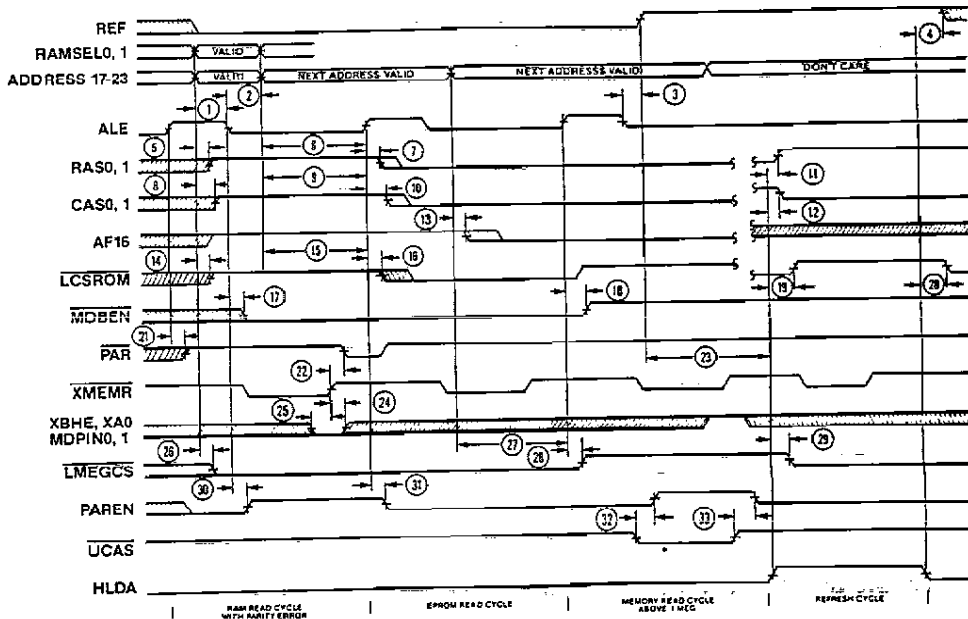 REF
4
RAMSEL0, 1 VALID
ADDRESS 17-23 VALID NEXT ADDRESS VALID NEXT ADDRESSS VALID DON'T CARE
1 2 3
ALE
5 6 7
RAS0, 1
8 9 10 11
CAS0, 1
13 12
AF16
14 15 16
LCSROM
17 18 19 20
MDBEN
21
PAR
22 23
XMEMR
25 24
XBHE, XA0
MDPIN0, 1
26 27 28 29
LMEGCS
30 31
PAREN
32 33
UCAS
HLDA
RAM READ CYCLE
WITH PARITY ERROR
EPROM READ CYCLE
MEMORY READ CYCLE
ABOVE 1 MEG
REFRESH CYCLE